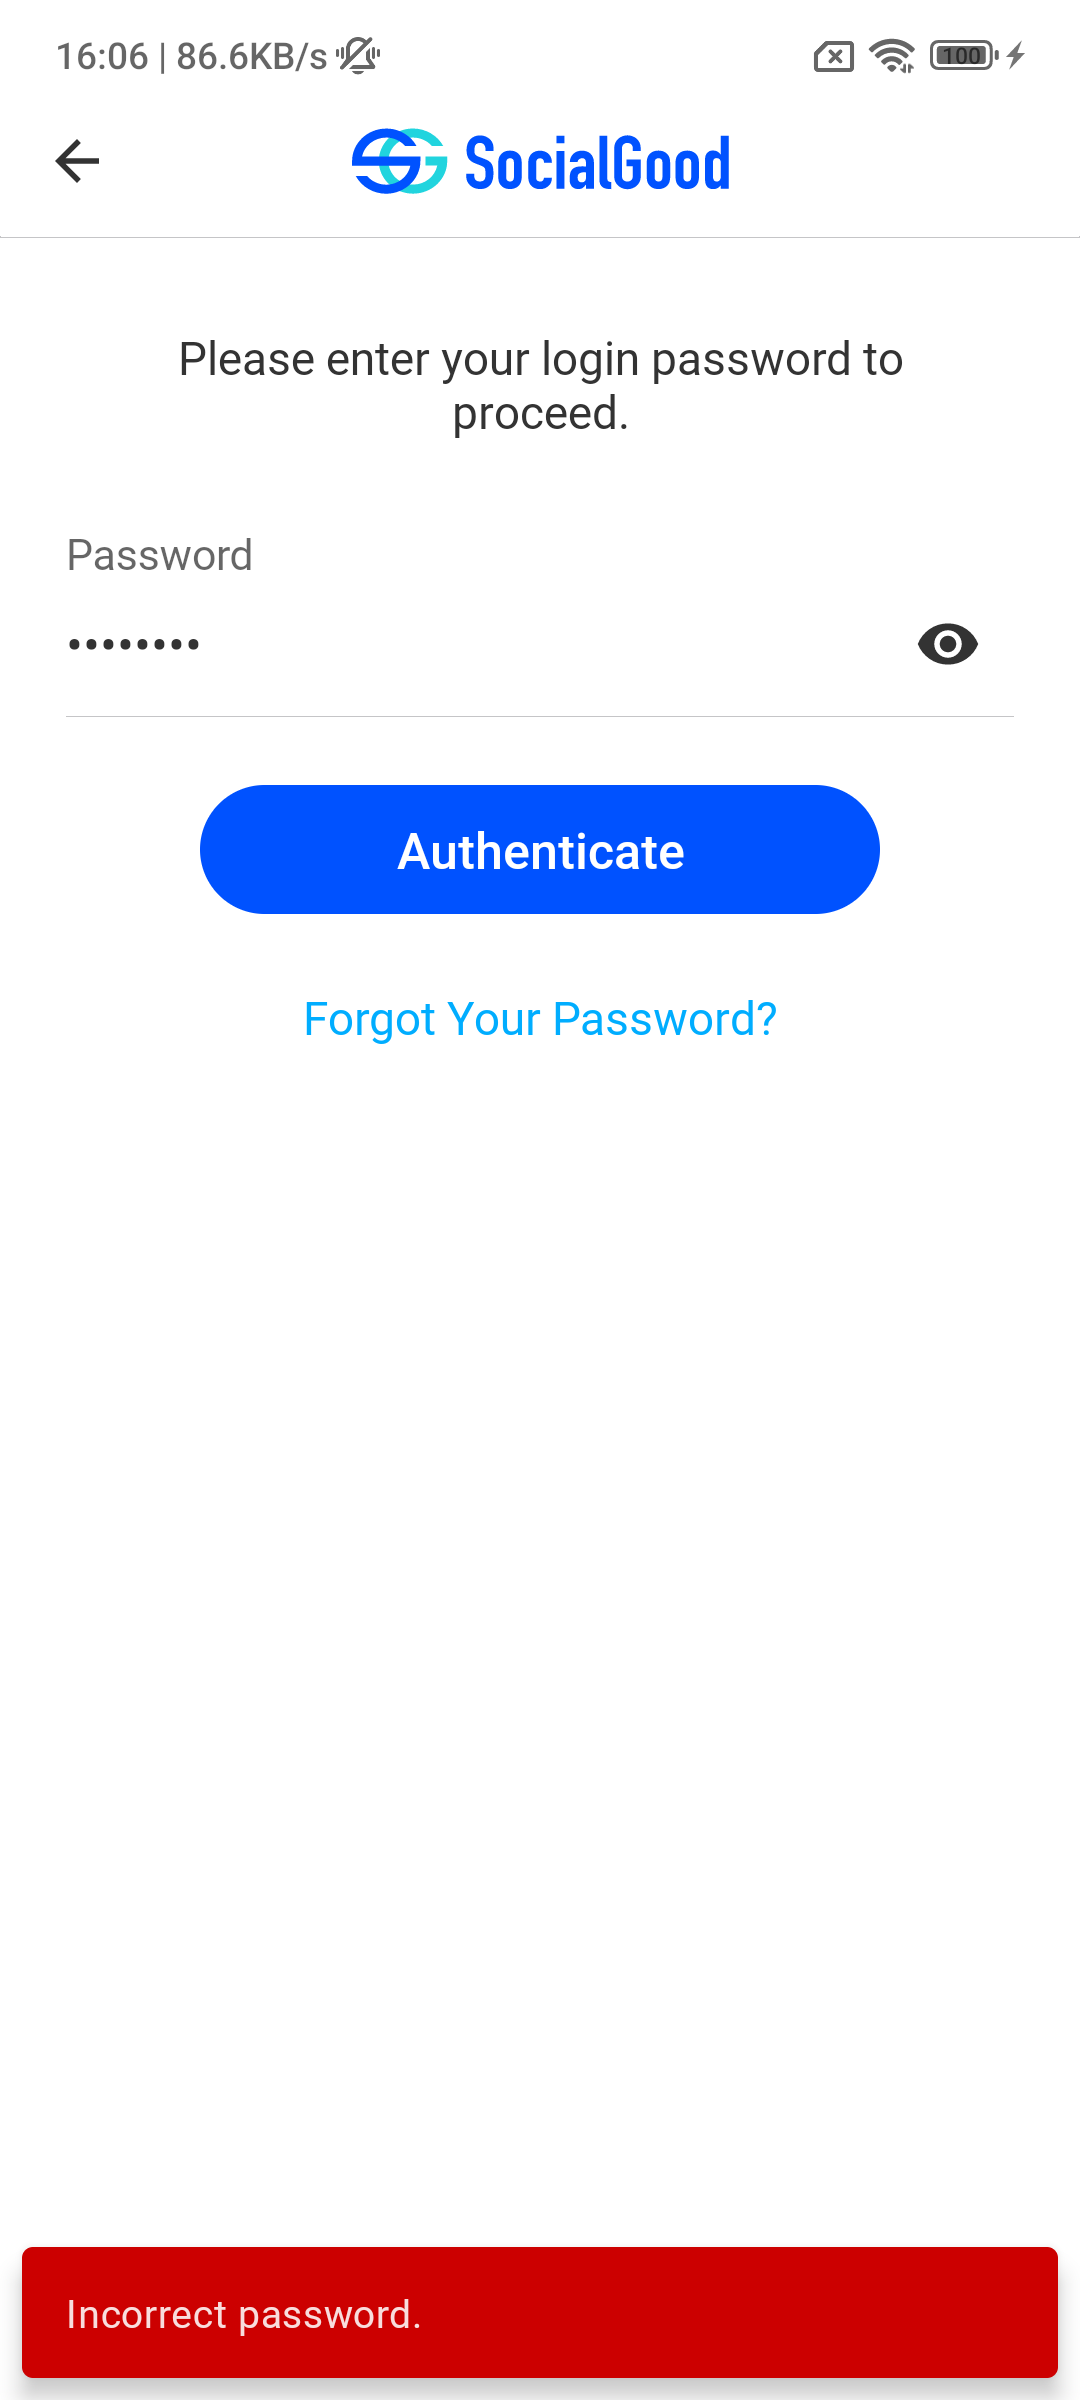 16:06 | 86.6KB/s
100
SocialGood
Please enter your login password to
proceed.
Password
••••••••
Authenticate
Forgot Your Password?
Incorrect password.